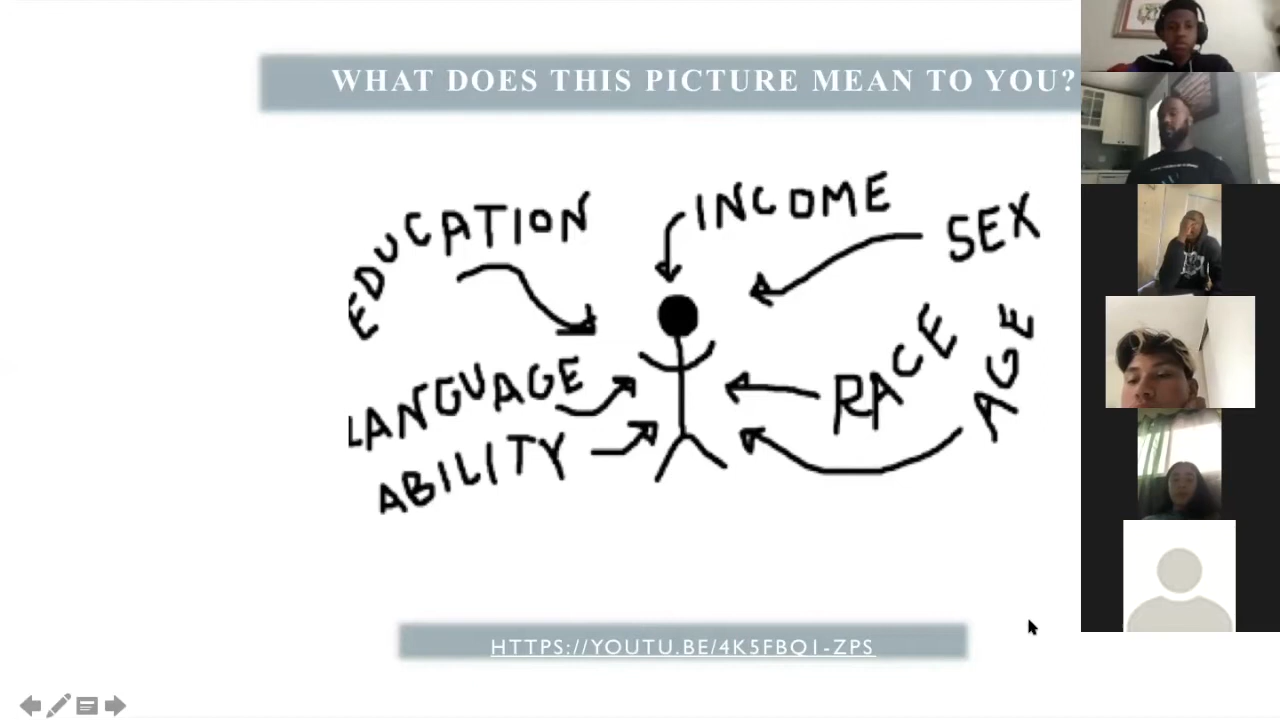 WHAT DOES THIS PICTURE MEAN TO YOU?
EDUCATION
INCOME
SEX
LANGUAGE
RACE
AGE
ABILITY
HTTPS://YOUTU.BE/4K5FBQ1-ZPS